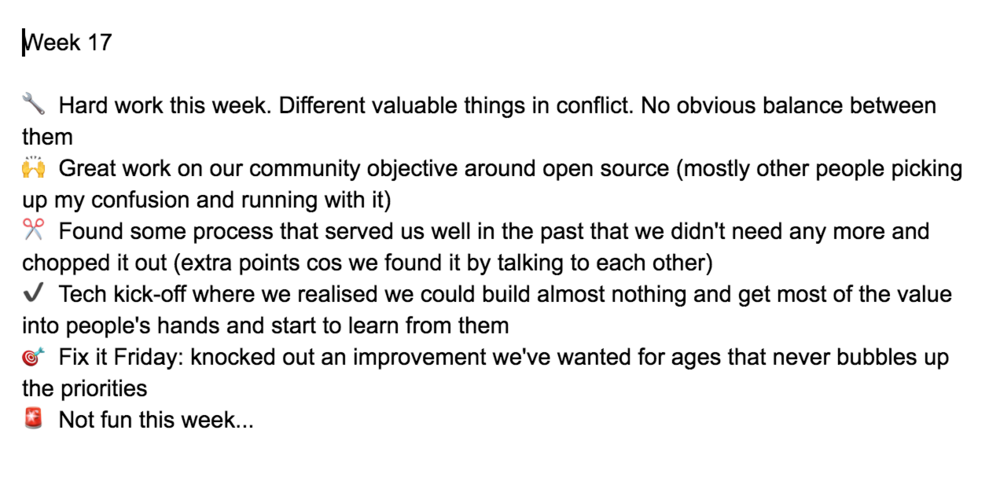 Week 17
🔧 Hard work this week. Different valuable things in conflict. No obvious balance between
them
🙌 Great work on our community objective around open source (mostly other people picking
up my confusion and running with it)
✂️ Found some process that served us well in the past that we didn't need any more and
chopped it out (extra points cos we found it by talking to each other)
✔️ Tech kick-off where we realised we could build almost nothing and get most of the value
into people's hands and start to learn from them
🎯 Fix it Friday: knocked out an improvement we've wanted for ages that never bubbles up
the priorities
🚨 Not fun this week...